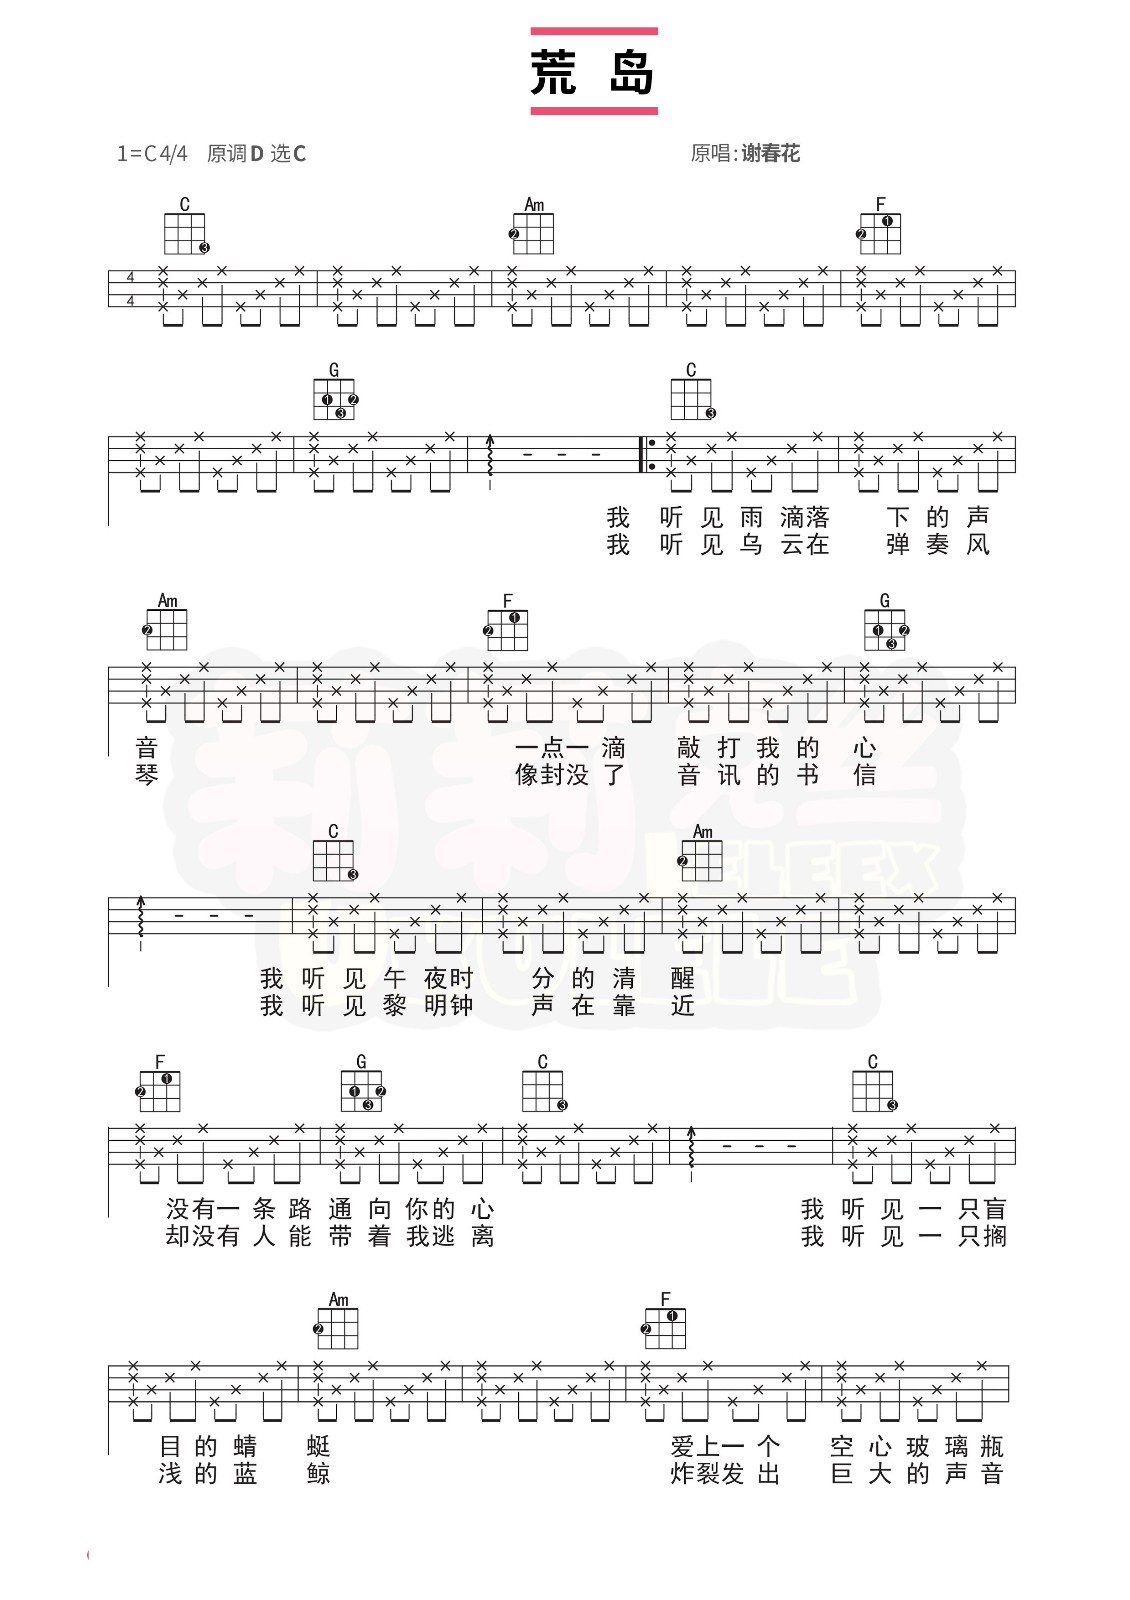 荒 岛
1=C 4/4 原调D 选C 原唱:谢春花
C Am F
4
4
G C
我 听 见 雨 滴落 下 的 声
我 听 见 乌 云在 弹 奏 风
Am F G
音 一点一 滴 敲 打 我 的 心
琴 像封没 了 音 讯 的 书 信
C Am
我 听 见 午 夜时 分 的 清 醒
我 听 见 黎 明钟 声 在 靠 近
F G C C
没有一 条 路 通 向 你的 心 我 听 见 一 只盲
却没有 人 能 带 着 我逃 离 我 听 见 一 只搁
Am F
目 的 蜻 蜓 爱上一 个 空 心 玻 璃 瓶
浅 的 蓝 鲸 炸裂发 出 巨 大 的 声 音